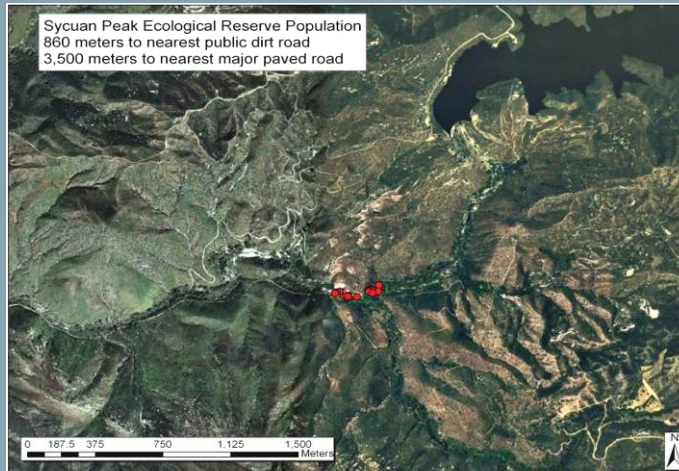 Sycuan Peak Ecological Reserve Population
860 meters to nearest public dirt road
3,500 meters to nearest major paved road
N
0 187.5 375 750 1,125 1,500
Meters